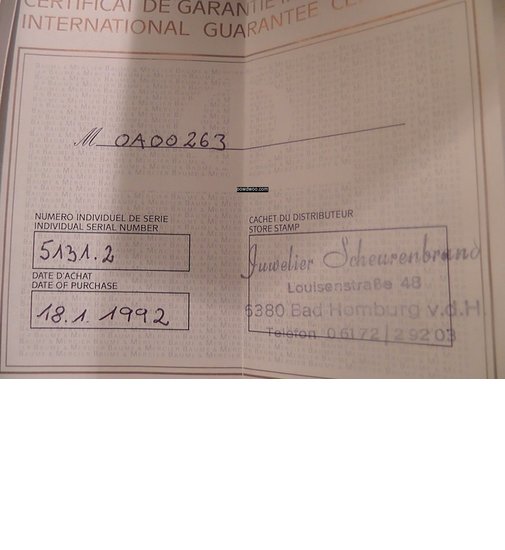 CERTIFICAT DE GARANTIE
INTERNATIONAL GUARANTEE
M OA00263
powdwoo.com
NUMERO INDIVIDUEL DE SERIE
INDIVIDUAL SERIAL NUMBER
5131.2
DATE D'ACHAT
DATE OF PURCHASE
18.1.1992
CACHET DU DISTRIBUTEUR
STORE STAMP
Juwelier Scheurenbrand
Louisenstraße 48
6380 Bad Homburg v.d.H.
Telefon 06172/29203